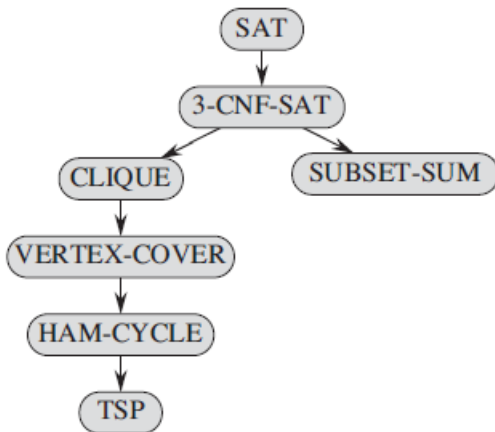 SAT
3-CNF-SAT
CLIQUE
SUBSET-SUM
VERTEX-COVER
HAM-CYCLE
TSP